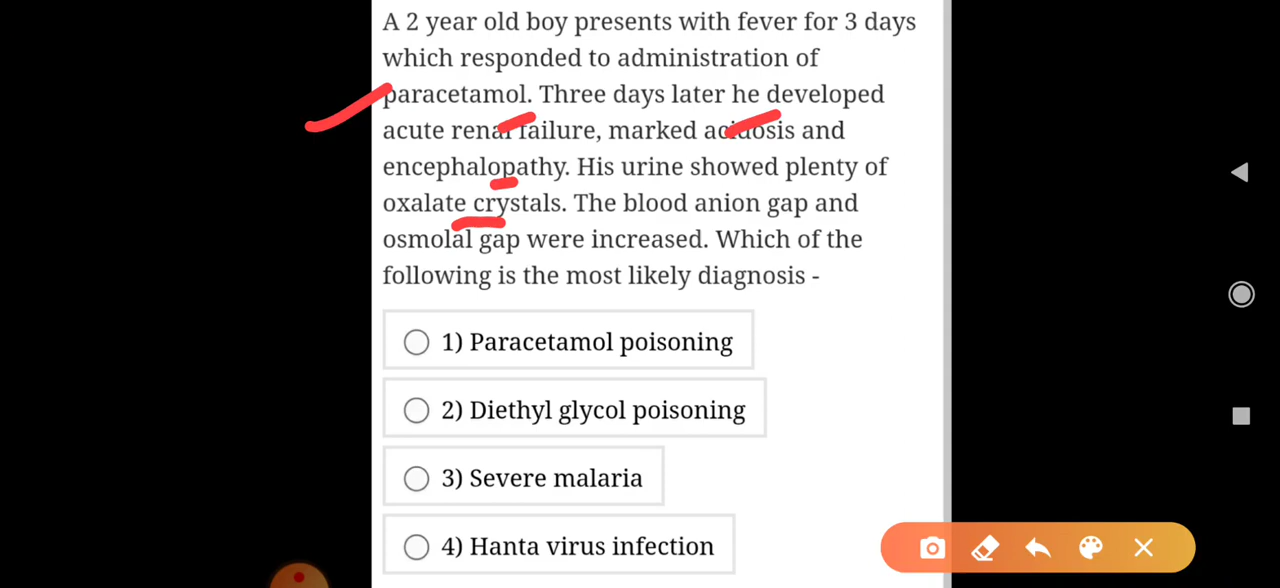 A 2 year old boy presents with fever for 3 days
which responded to administration of
paracetamol. Three days later he developed
acute renal failure, marked acidosis and
encephalopathy. His urine showed plenty of
oxalate crystals. The blood anion gap and
osmolal gap were increased. Which of the
following is the most likely diagnosis -
1) Paracetamol poisoning
2) Diethyl glycol poisoning
3) Severe malaria
4) Hanta virus infection